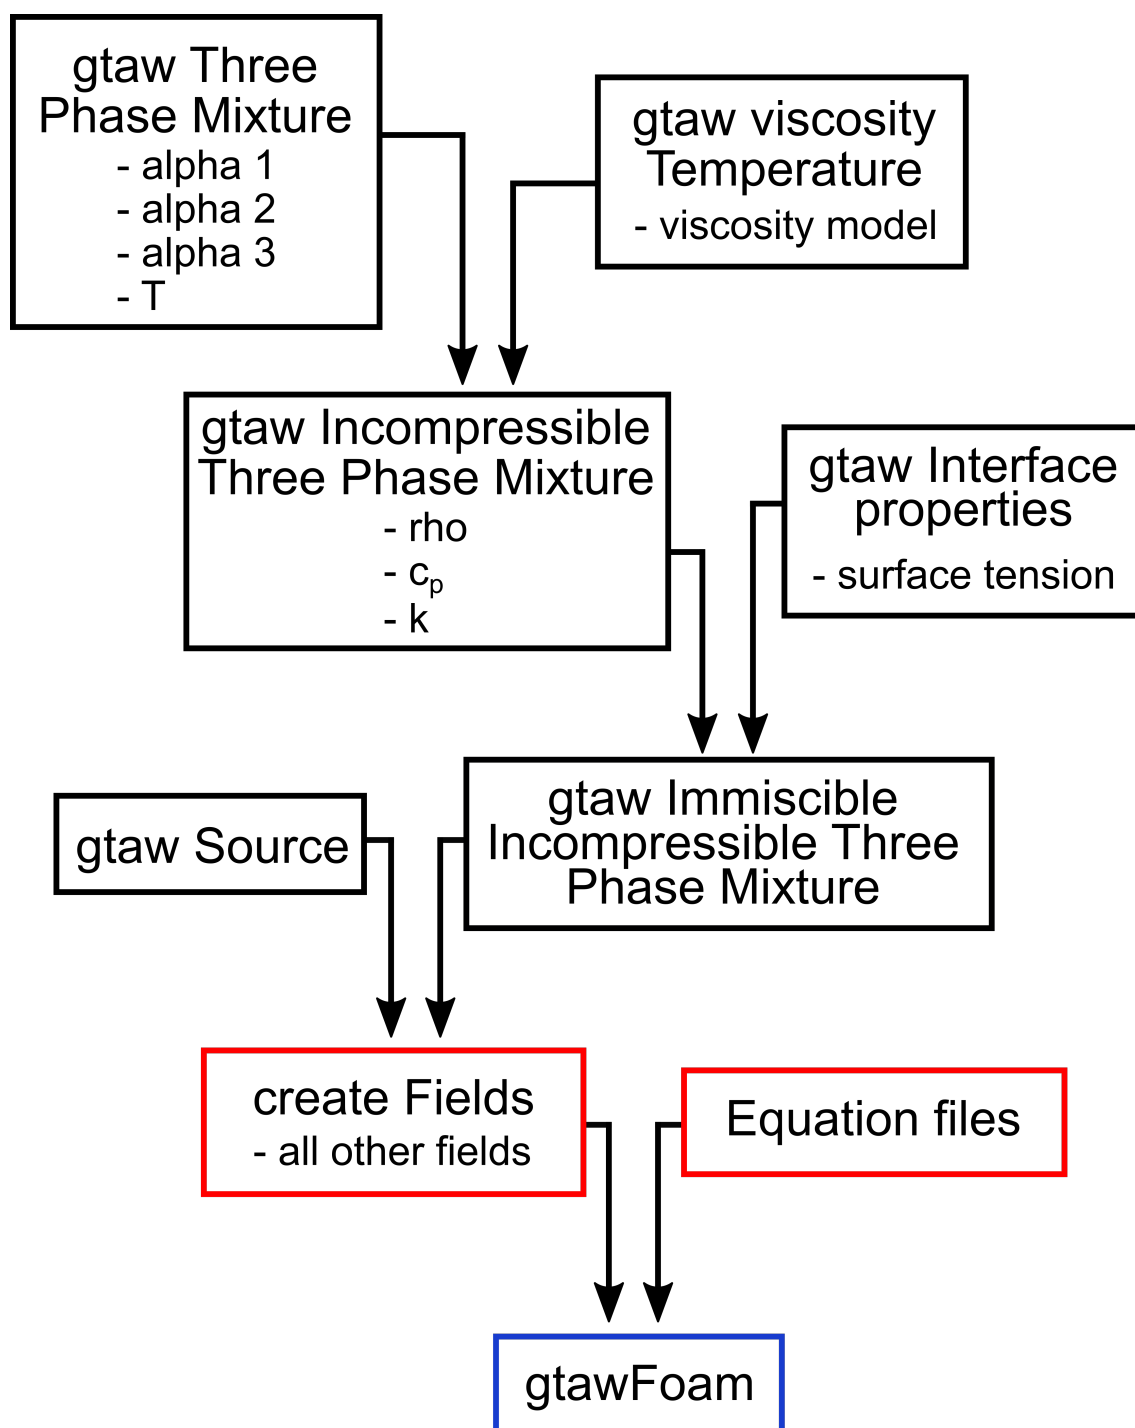 gtaw Three
Phase Mixture
- alpha 1
- alpha 2
- alpha 3
- T
gtaw viscosity
Temperature
- viscosity model
gtaw Incompressible
Three Phase Mixture
- rho
- cp
- k
gtaw Interface
properties
- surface tension
gtaw Source
gtaw Immiscible
Incompressible Three
Phase Mixture
create Fields
- all other fields
Equation files
gtawFoam